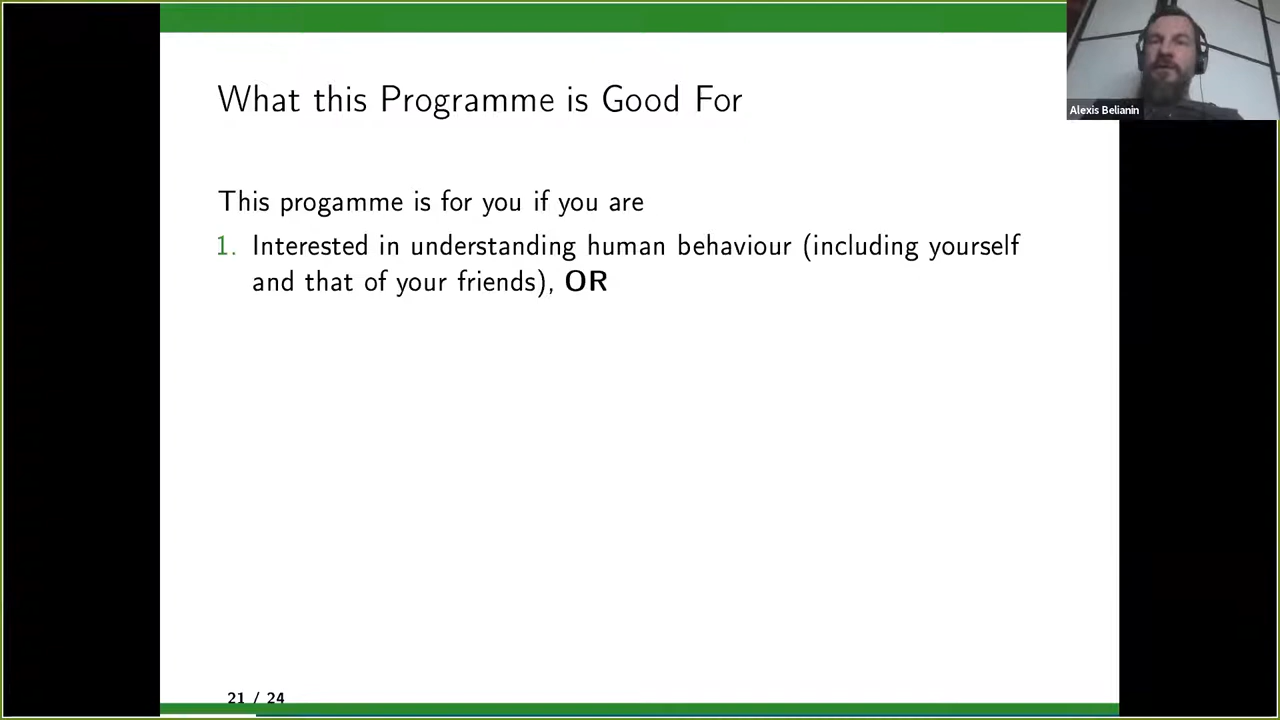 What this Programme is Good For
This progamme is for you if you are
1. Interested in understanding human behaviour (including yourself
and that of your friends), OR
21 / 24
Alexis Belianin